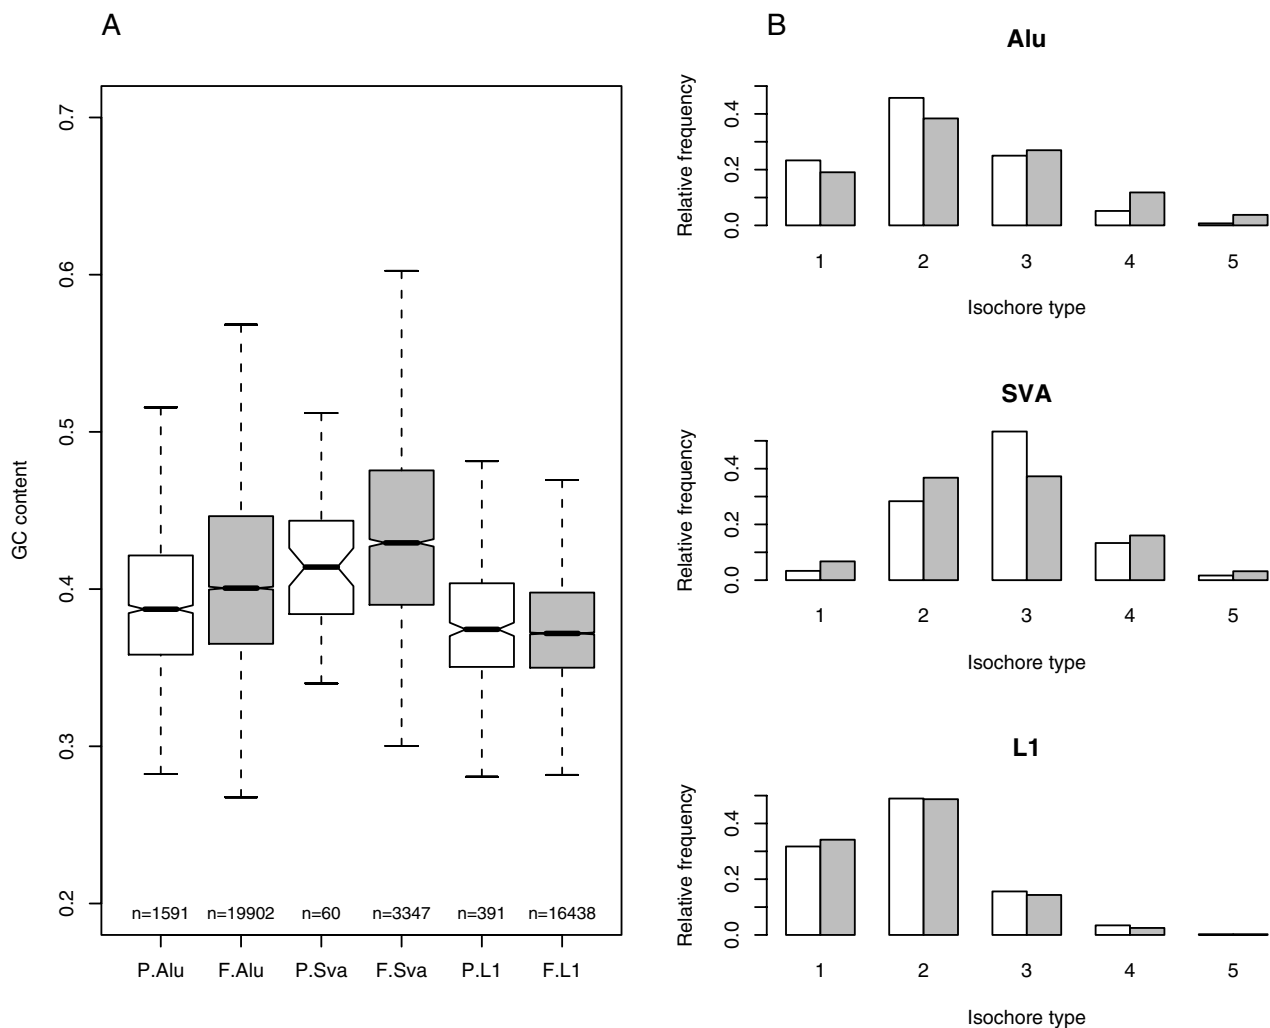 A
GC content
0.7
0.6
0.5
0.4
0.3
0.2
n=1591 n=19902 n=60 n=3347 n=391 n=16438
P.Alu F.Alu P.Sva F.Sva P.L1 F.L1
B
Alu
Relative frequency
0.4
0.2
0.0
1 2 3 4 5
Isochore type
SVA
Relative frequency
0.4
0.2
0.0
1 2 3 4 5
Isochore type
L1
Relative frequency
0.4
0.2
0.0
1 2 3 4 5
Isochore type